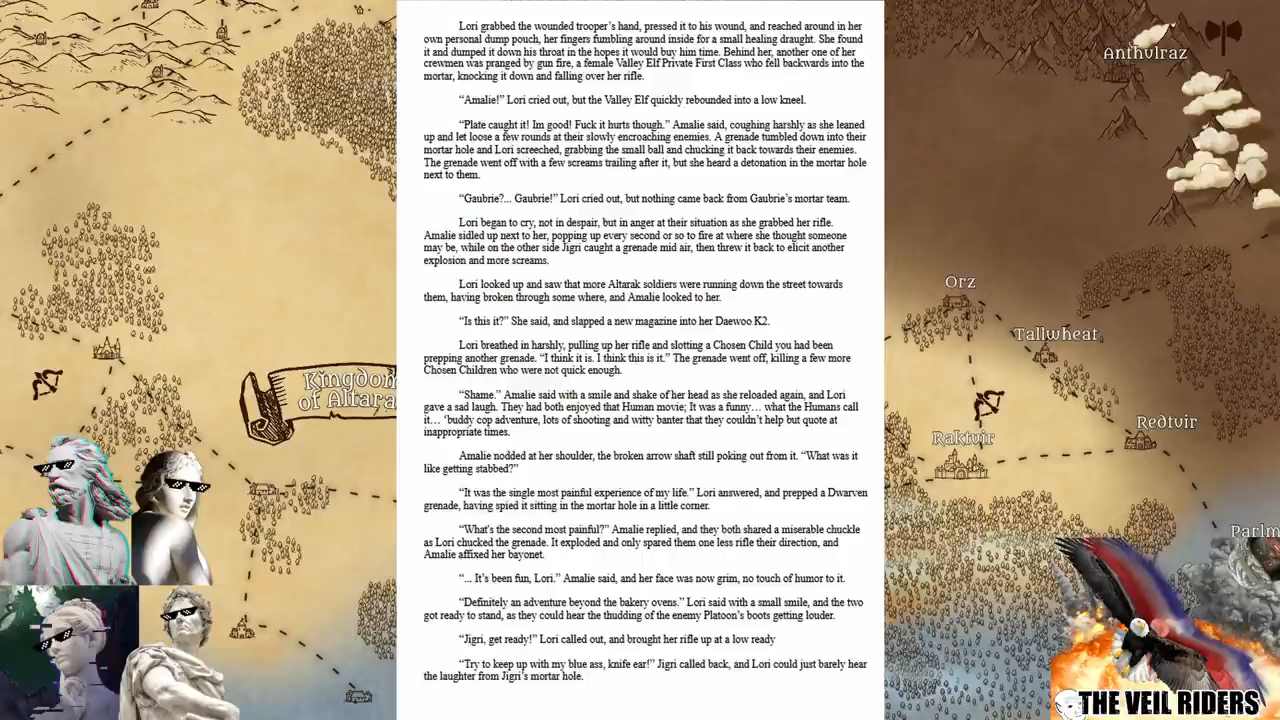 Lori grabbed the wounded trooper's hand, pressed it to his wound, and reached around in her
own personal dump pouch, her fingers fumbling around inside for a small healing draught. She found
it and dumped it down his throat in the hopes it would buy him time. Behind her, another one of her
crewmen was pranged by gun fire, a female Valley Elf Private First Class who fell backwards into the
mortar, knocking it down and falling over her rifle.
“Amalie!” Lori cried out, but the Valley Elf quickly rebounded into a low kneel.
“Plate caught it! Im good! Fuck it hurts though.” Amalie said, coughing harshly as she leaned
up and let loose a few rounds at their slowly encroaching enemies. A grenade tumbled down into their
mortar hole and Lori screeched, grabbing the small ball and chucking it back towards their enemies.
The grenade went off with a few screams trailing after it, but she heard a detonation in the mortar hole
next to them.
“Gaubrie?... Gaubrie!” Lori cried out, but nothing came back from Gaubrie's mortar team.
Lori began to cry, not in despair, but in anger at their situation as she grabbed her rifle.
Amalie sidled up next to her, popping up every second or so to fire at where she thought someone
may be, while on the other side Jigri caught a grenade mid air, then threw it back to elicit another
explosion and more screams.
Lori looked up and saw that more Altarak soldiers were running down the street towards
them, having broken through some where, and Amalie looked to her.
“Is this it?” She said, and slapped a new magazine into her Daewoo K2.
Lori breathed in harshly, pulling up her rifle and slotting a Chosen Child you had been
prepping another grenade. “I think it is. I think this is it.” The grenade went off, killing a few more
Chosen Children who were not quick enough.
“Shame.” Amalie said with a smile and shake of her head as she reloaded again, and Lori
gave a sad laugh. They had both enjoyed that Human movie; It was a funny… what the Humans call
it… ‘buddy cop adventure, lots of shooting and witty banter that they couldn't help but quote at
inappropriate times.
Amalie nodded at her shoulder, the broken arrow shaft still poking out from it. “What was it
like getting stabbed?”
“It was the single most painful experience of my life.” Lori answered, and prepped a Dwarven
grenade, having spied it sitting in the mortar hole in a little corner.
“What's the second most painful?” Amalie replied, and they both shared a miserable chuckle
as Lori chucked the grenade. It exploded and only spared them one less rifle their direction, and
Amalie affixed her bayonet.
“... It's been fun, Lori.” Amalie said, and her face was now grim, no touch of humor to it.
“Definitely an adventure beyond the bakery ovens.” Lori said with a small smile, and the two
got ready to stand, as they could hear the thudding of the enemy Platoon's boots getting louder.
“Jigri, get ready!” Lori called out, and brought her rifle up at a low ready
“Try to keep up with my blue ass, knife ear!” Jigri called back, and Lori could just barely hear
the laughter from Jigri's mortar hole.
Kingdom
of Altara
Anthulraz
Orz
Tallwheat
Redtvir
Raktvir
Parlm
THE VEIL RIDERS